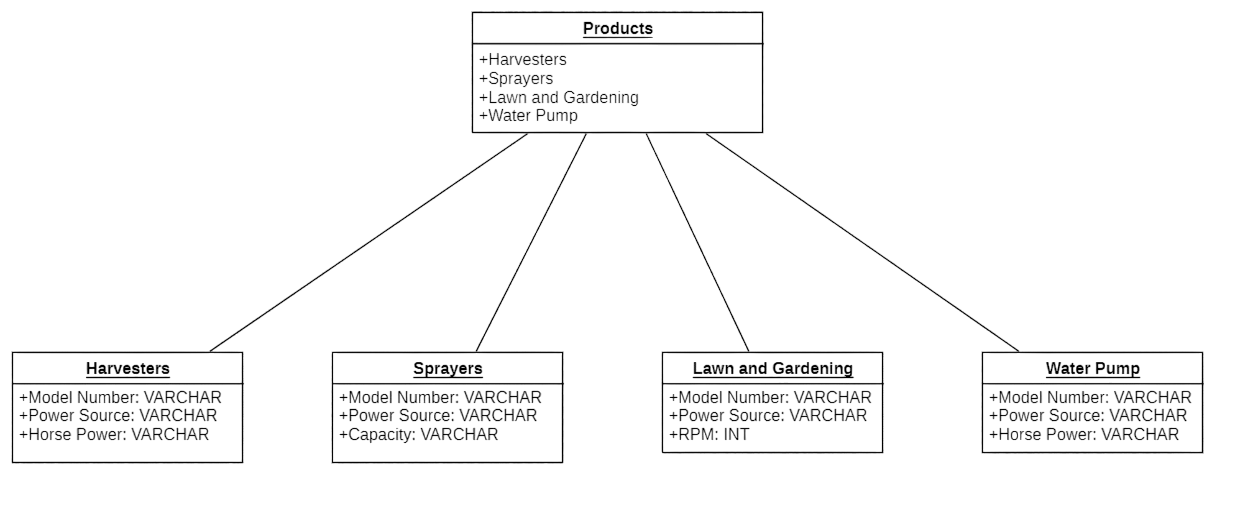 Products
+Harvesters
+Sprayers
+Lawn and Gardening
+Water Pump
Harvesters
+Model Number: VARCHAR
+Power Source: VARCHAR
+Horse Power: VARCHAR
Sprayers
+Model Number: VARCHAR
+Power Source: VARCHAR
+Capacity: VARCHAR
Lawn and Gardening
+Model Number: VARCHAR
+Power Source: VARCHAR
+RPM: INT
Water Pump
+Model Number: VARCHAR
+Power Source: VARCHAR
+Horse Power: VARCHAR